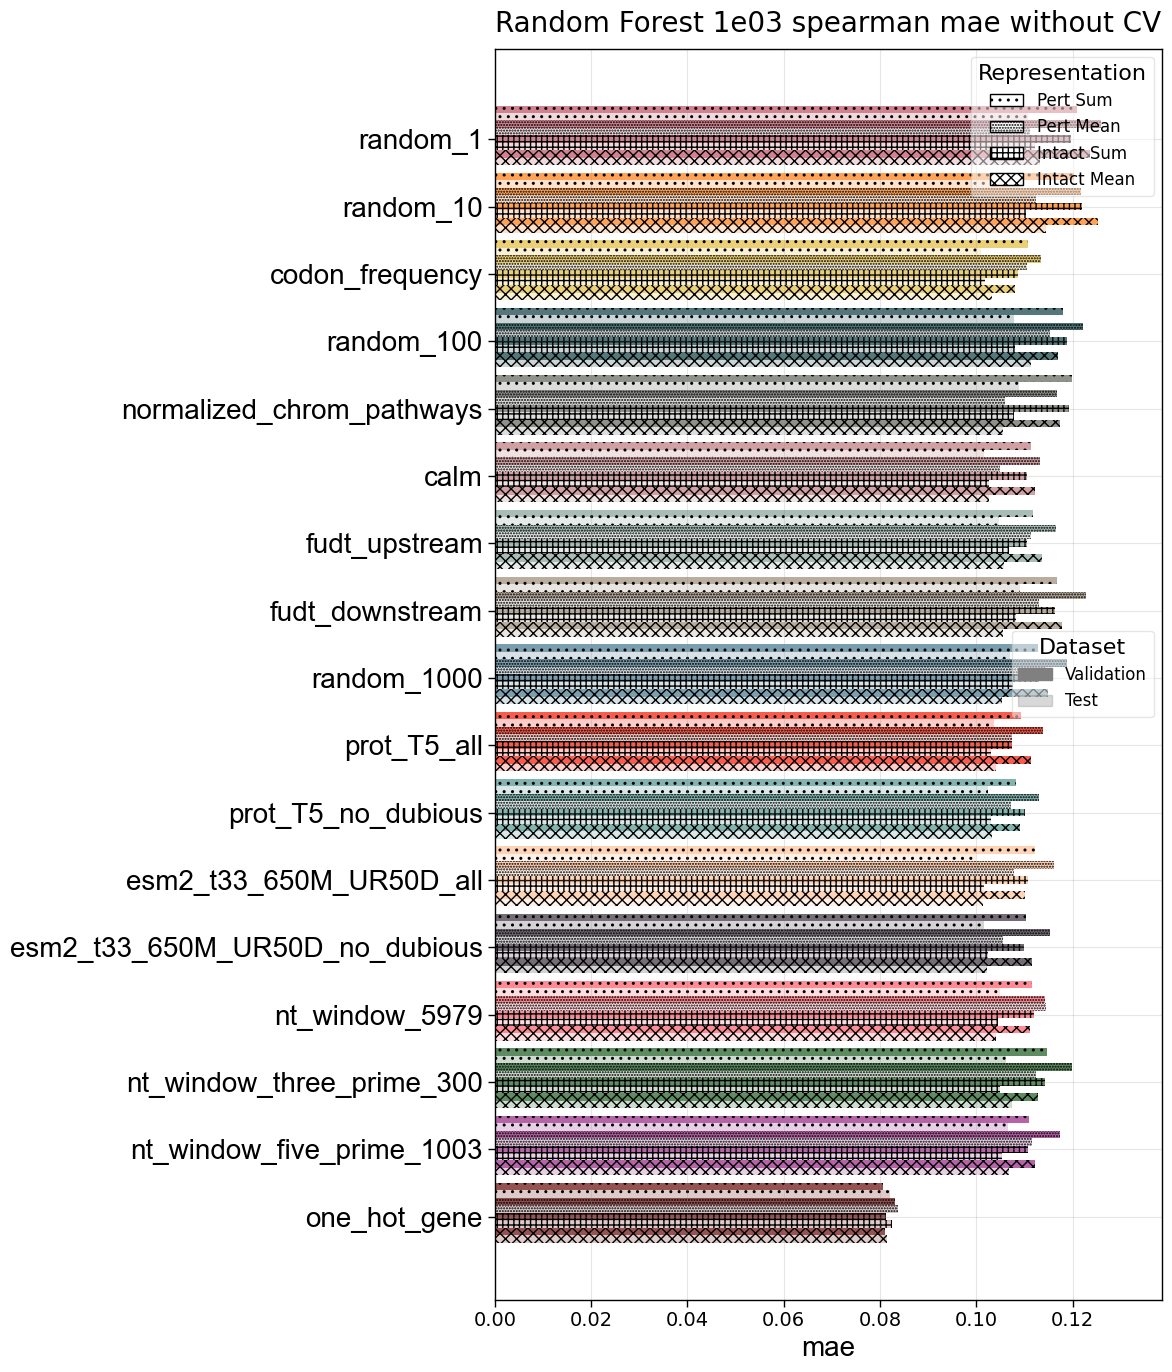 Random Forest 1e03 spearman mae without CV
Representation
Pert Sum
Pert Mean
Intact Sum
Intact Mean
random_1
random_10
codon_frequency
random_100
normalized_chrom_pathways
calm
fudt_upstream
fudt_downstream
Dataset
Validation
Test
random_1000
prot_T5_all
prot_T5_no_dubious
esm2_t33_650M_UR50D_all
esm2_t33_650M_UR50D_no_dubious
nt_window_5979
nt_window_three_prime_300
nt_window_five_prime_1003
one_hot_gene
0.00 0.02 0.04 0.06 0.08 0.10 0.12
mae